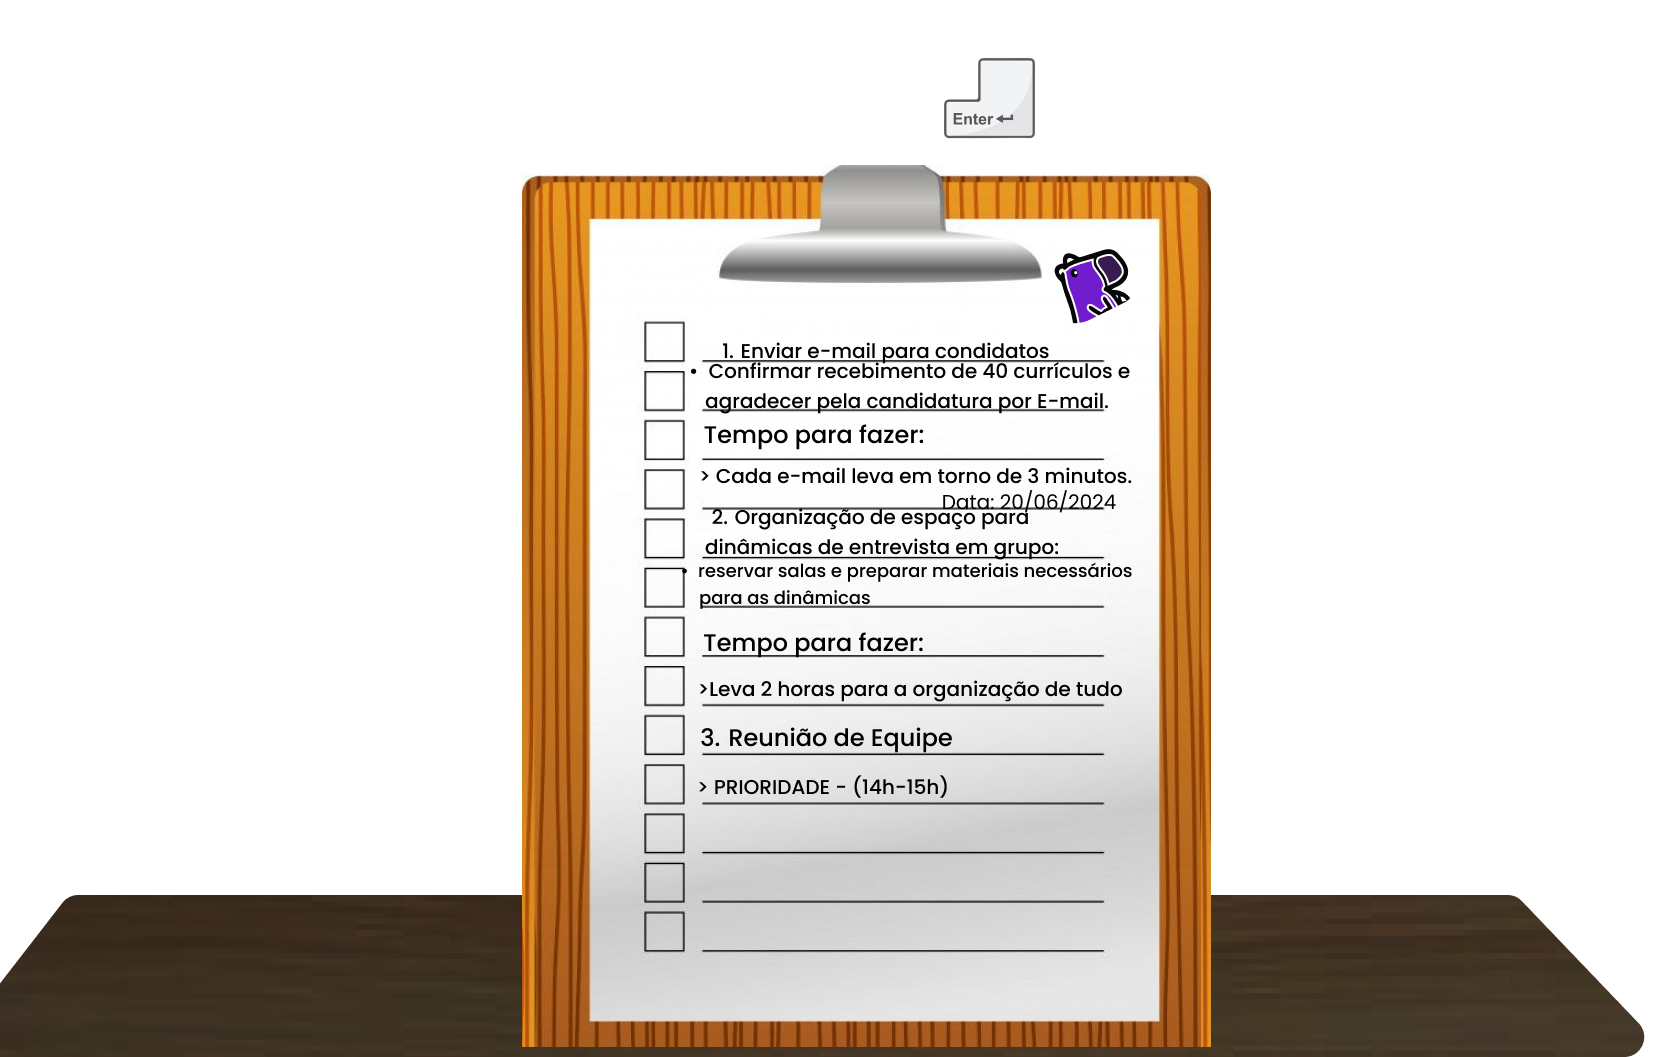 Enter
1. Enviar e-mail para candidatos
• Confirmar recebimento de 40 currículos e
agradecer pela candidatura por E-mail.
Tempo para fazer:
> Cada e-mail leva em torno de 3 minutos.
Data: 20/06/2024
2. Organização de espaço para
dinâmicas de entrevista em grupo:
• reservar salas e preparar materiais necessários
para as dinâmicas
Tempo para fazer:
>Leva 2 horas para a organização de tudo
3. Reunião de Equipe
> PRIORIDADE - (14h-15h)